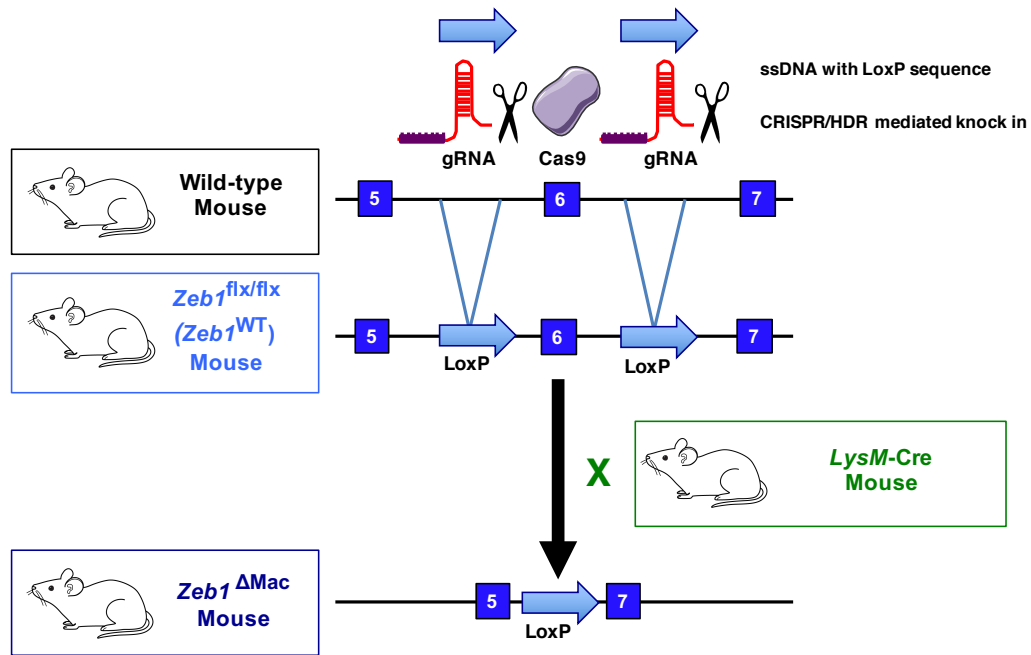 ssDNA with LoxP sequence
CRISPR/HDR mediated knock in
gRNA Cas9 gRNA
Wild-type
Mouse
5 6 7
Zeb1flx/flx
(Zeb1WT)
Mouse
5 6 7
LoxP LoxP
X
LysM-Cre
Mouse
Zeb1ΔMac
Mouse
5 7
LoxP